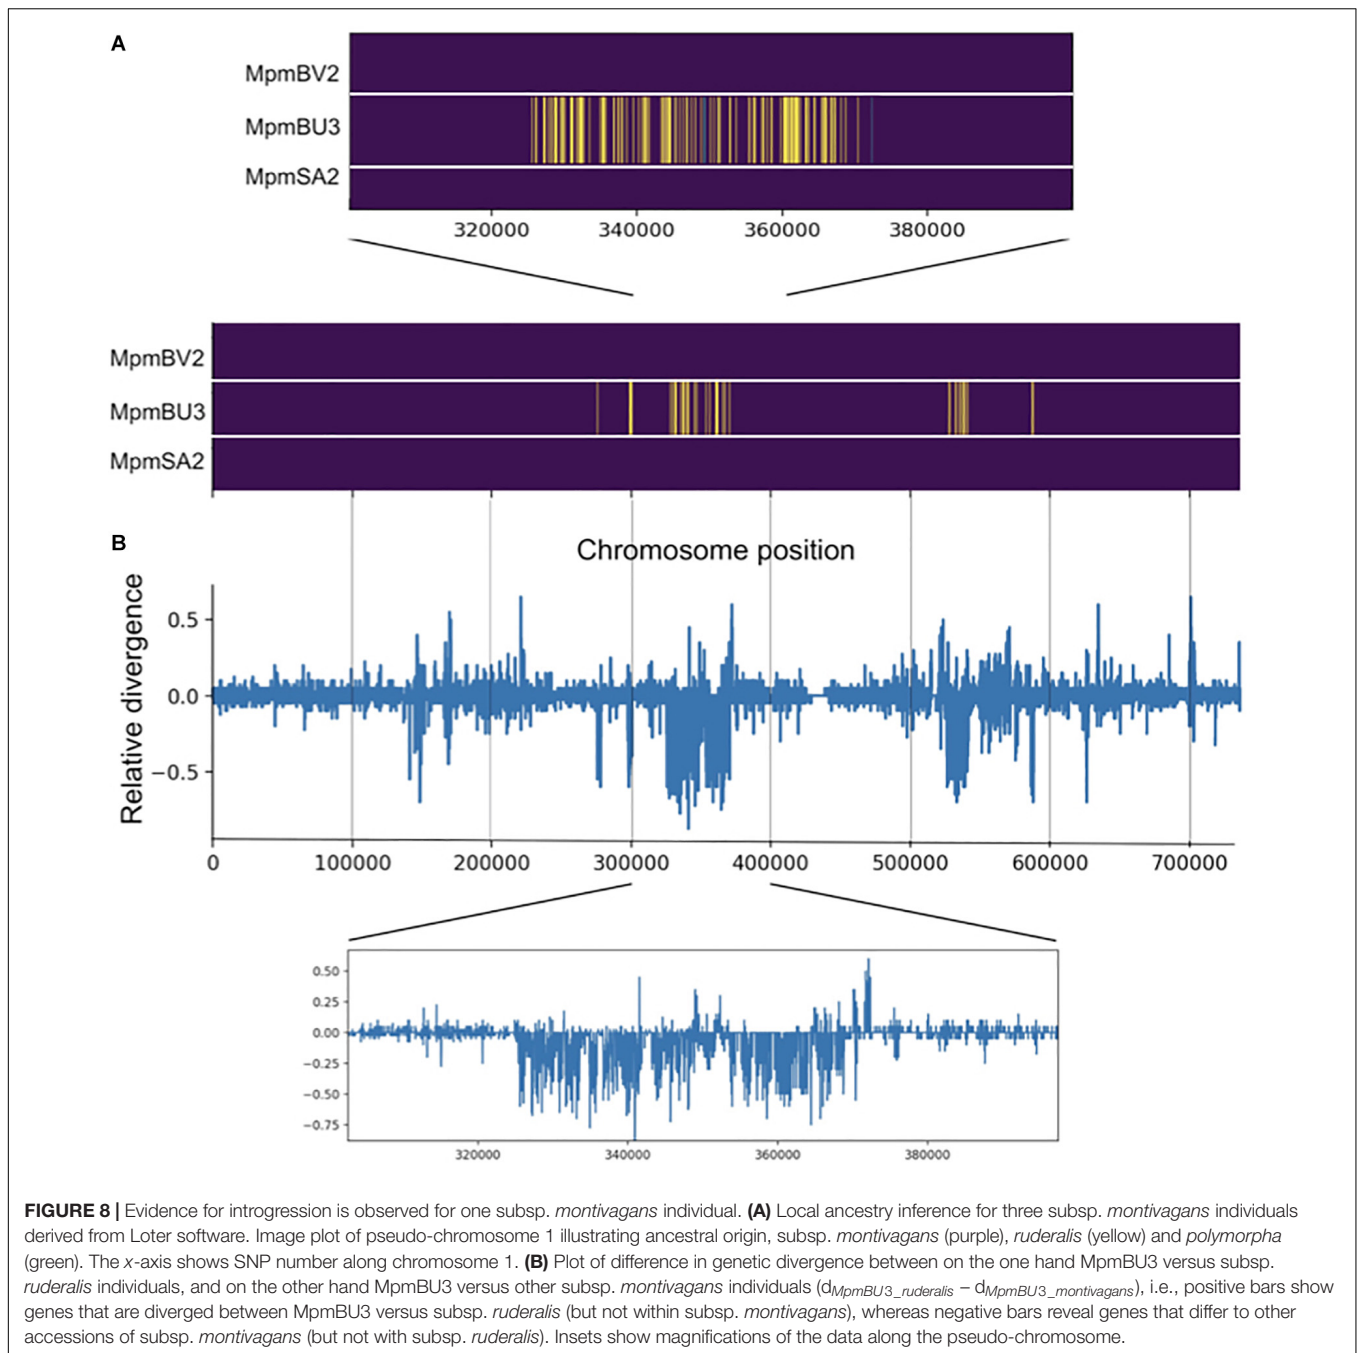 A
MpmBV2
MpmBU3
MpmSA2
320000 340000 360000 380000
MpmBV2
MpmBU3
MpmSA2
B
Chromosome position
Relative divergence
0.5
0.0
−0.5
0 100000 200000 300000 400000 500000 600000 700000
0.50
0.25
0.00
−0.25
−0.50
−0.75
320000 340000 360000 380000
FIGURE 8 | Evidence for introgression is observed for one subsp. montivagans individual. (A) Local ancestry inference for three subsp. montivagans individuals
derived from Loter software. Image plot of pseudo-chromosome 1 illustrating ancestral origin, subsp. montivagans (purple), ruderalis (yellow) and polymorpha
(green). The x-axis shows SNP number along chromosome 1. (B) Plot of difference in genetic divergence between on the one hand MpmBU3 versus subsp.
ruderalis individuals, and on the other hand MpmBU3 versus other subsp. montivagans individuals (dMpmBU3_ruderalis – dMpmBU3_montivagans), i.e., positive bars show
genes that are diverged between MpmBU3 versus subsp. ruderalis (but not within subsp. montivagans), whereas negative bars reveal genes that differ to other
accessions of subsp. montivagans (but not with subsp. ruderalis). Insets show magnifications of the data along the pseudo-chromosome.